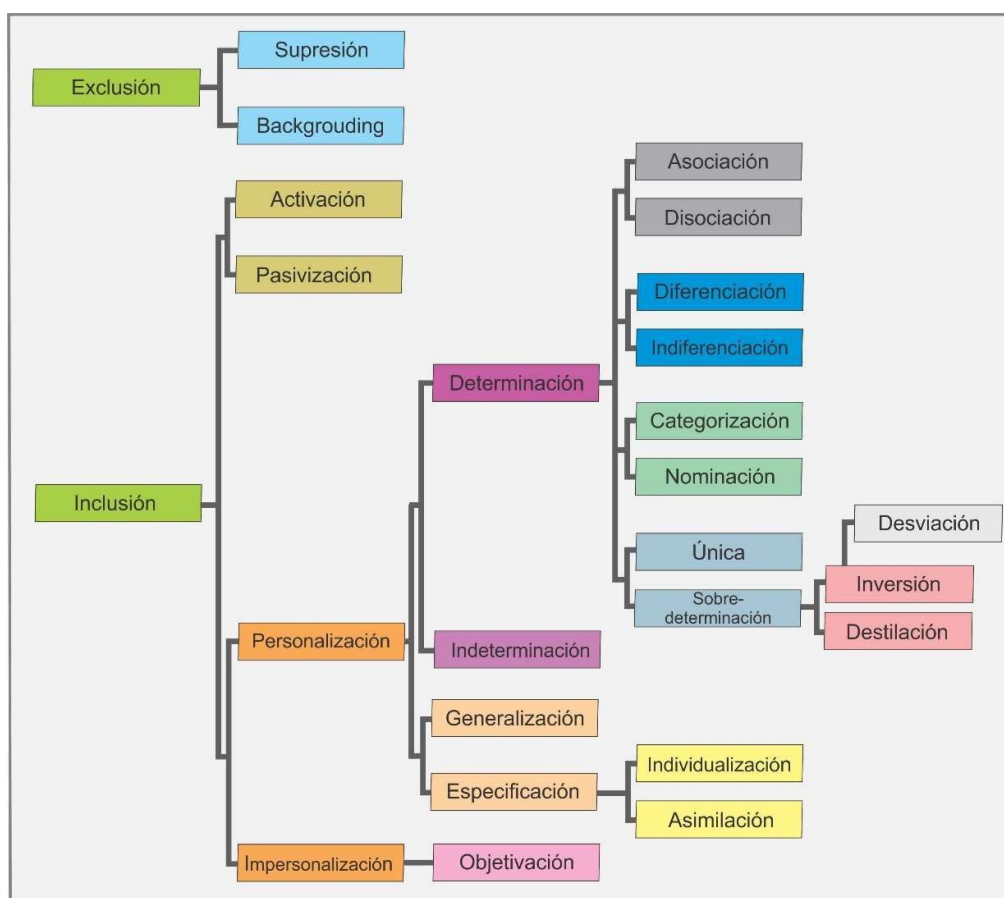 Supresión
Exclusión
Backgrouding
Activación
Pasivización
Inclusión
Personalización
Impersonalización
Determinación
Indeterminación
Generalización
Especificación
Objetivación
Asociación
Disociación
Diferenciación
Indiferenciación
Categorización
Nominación
Única
Sobre-
determinación
Individualización
Asimilación
Desviación
Inversión
Destilación